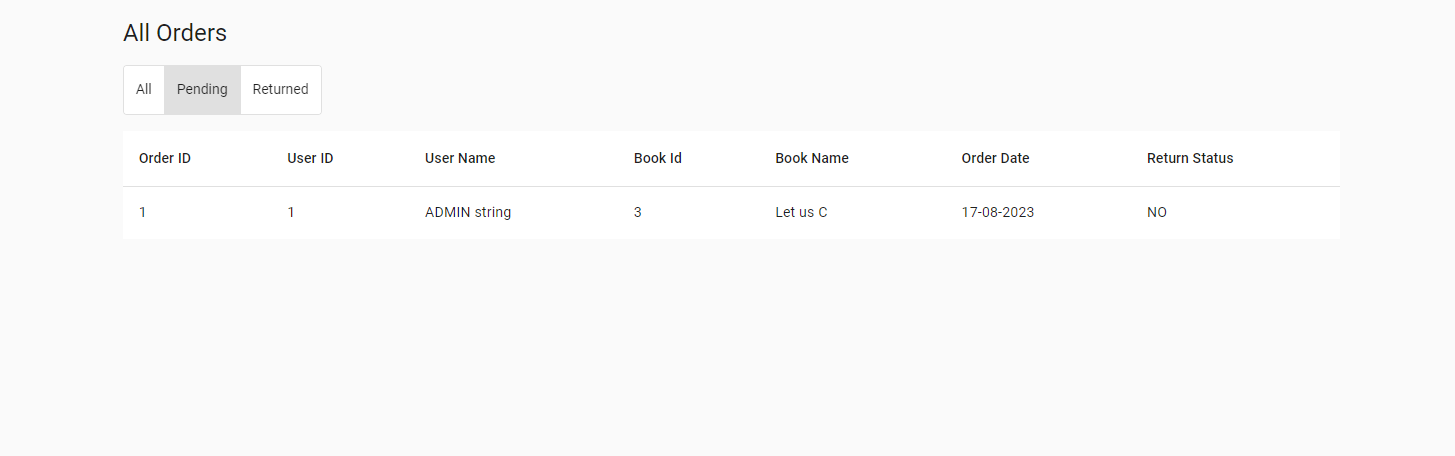 All Orders
All Pending Returned
Order ID User ID User Name Book Id Book Name Order Date Return Status
1 1 ADMIN string 3 Let us C 17-08-2023 NO